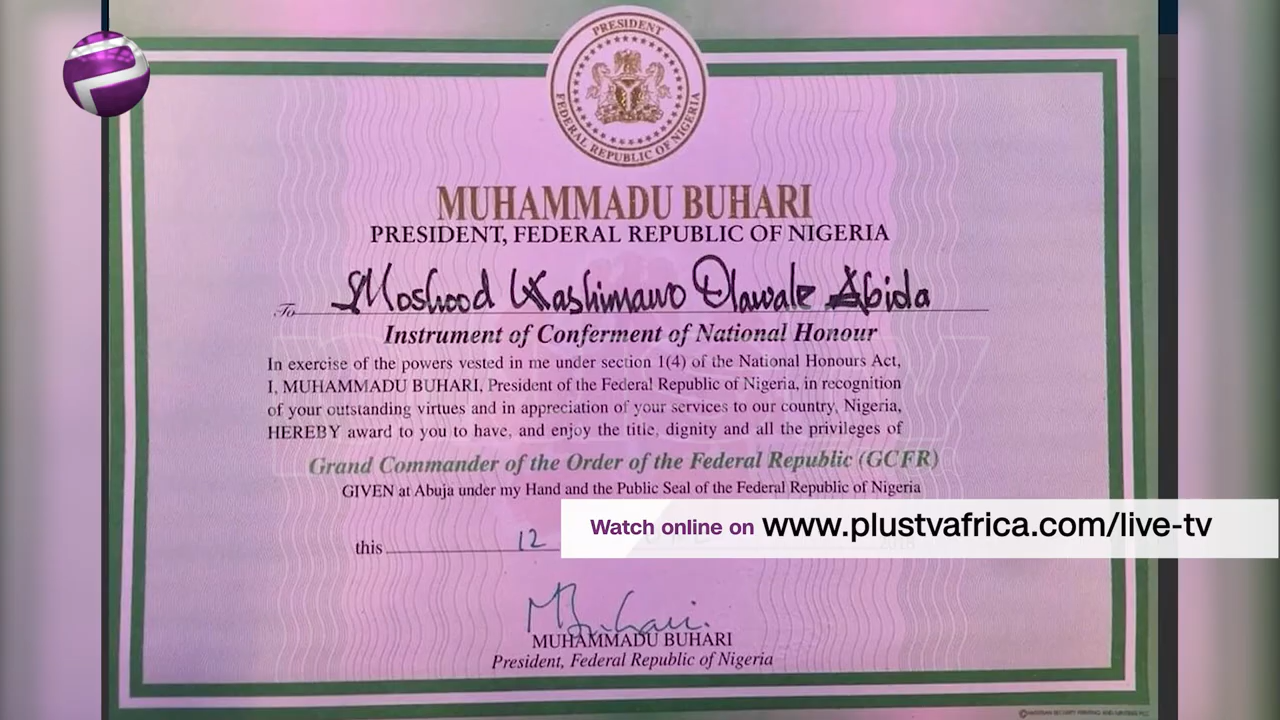 PRESIDENT
FEDERAL REPUBLIC OF NIGERIA
MUHAMMADU BUHARI
PRESIDENT, FEDERAL REPUBLIC OF NIGERIA
To Moshood Kashimawo Olawale Abiola
Instrument of Conferment of National Honour
In exercise of the powers vested in me under section 1(4) of the National Honours Act,
I, MUHAMMADU BUHARI, President of the Federal Republic of Nigeria, in recognition
of your outstanding virtues and in appreciation of your services to our country, Nigeria,
HEREBY award to you to have, and enjoy the title, dignity and all the privileges of
Grand Commander of the Order of the Federal Republic (GCFR)
GIVEN at Abuja under my Hand and the Public Seal of the Federal Republic of Nigeria
Watch online on www.plustvafrica.com/live-tv
this 12
MBuhari
MUHAMMADU BUHARI
President, Federal Republic of Nigeria